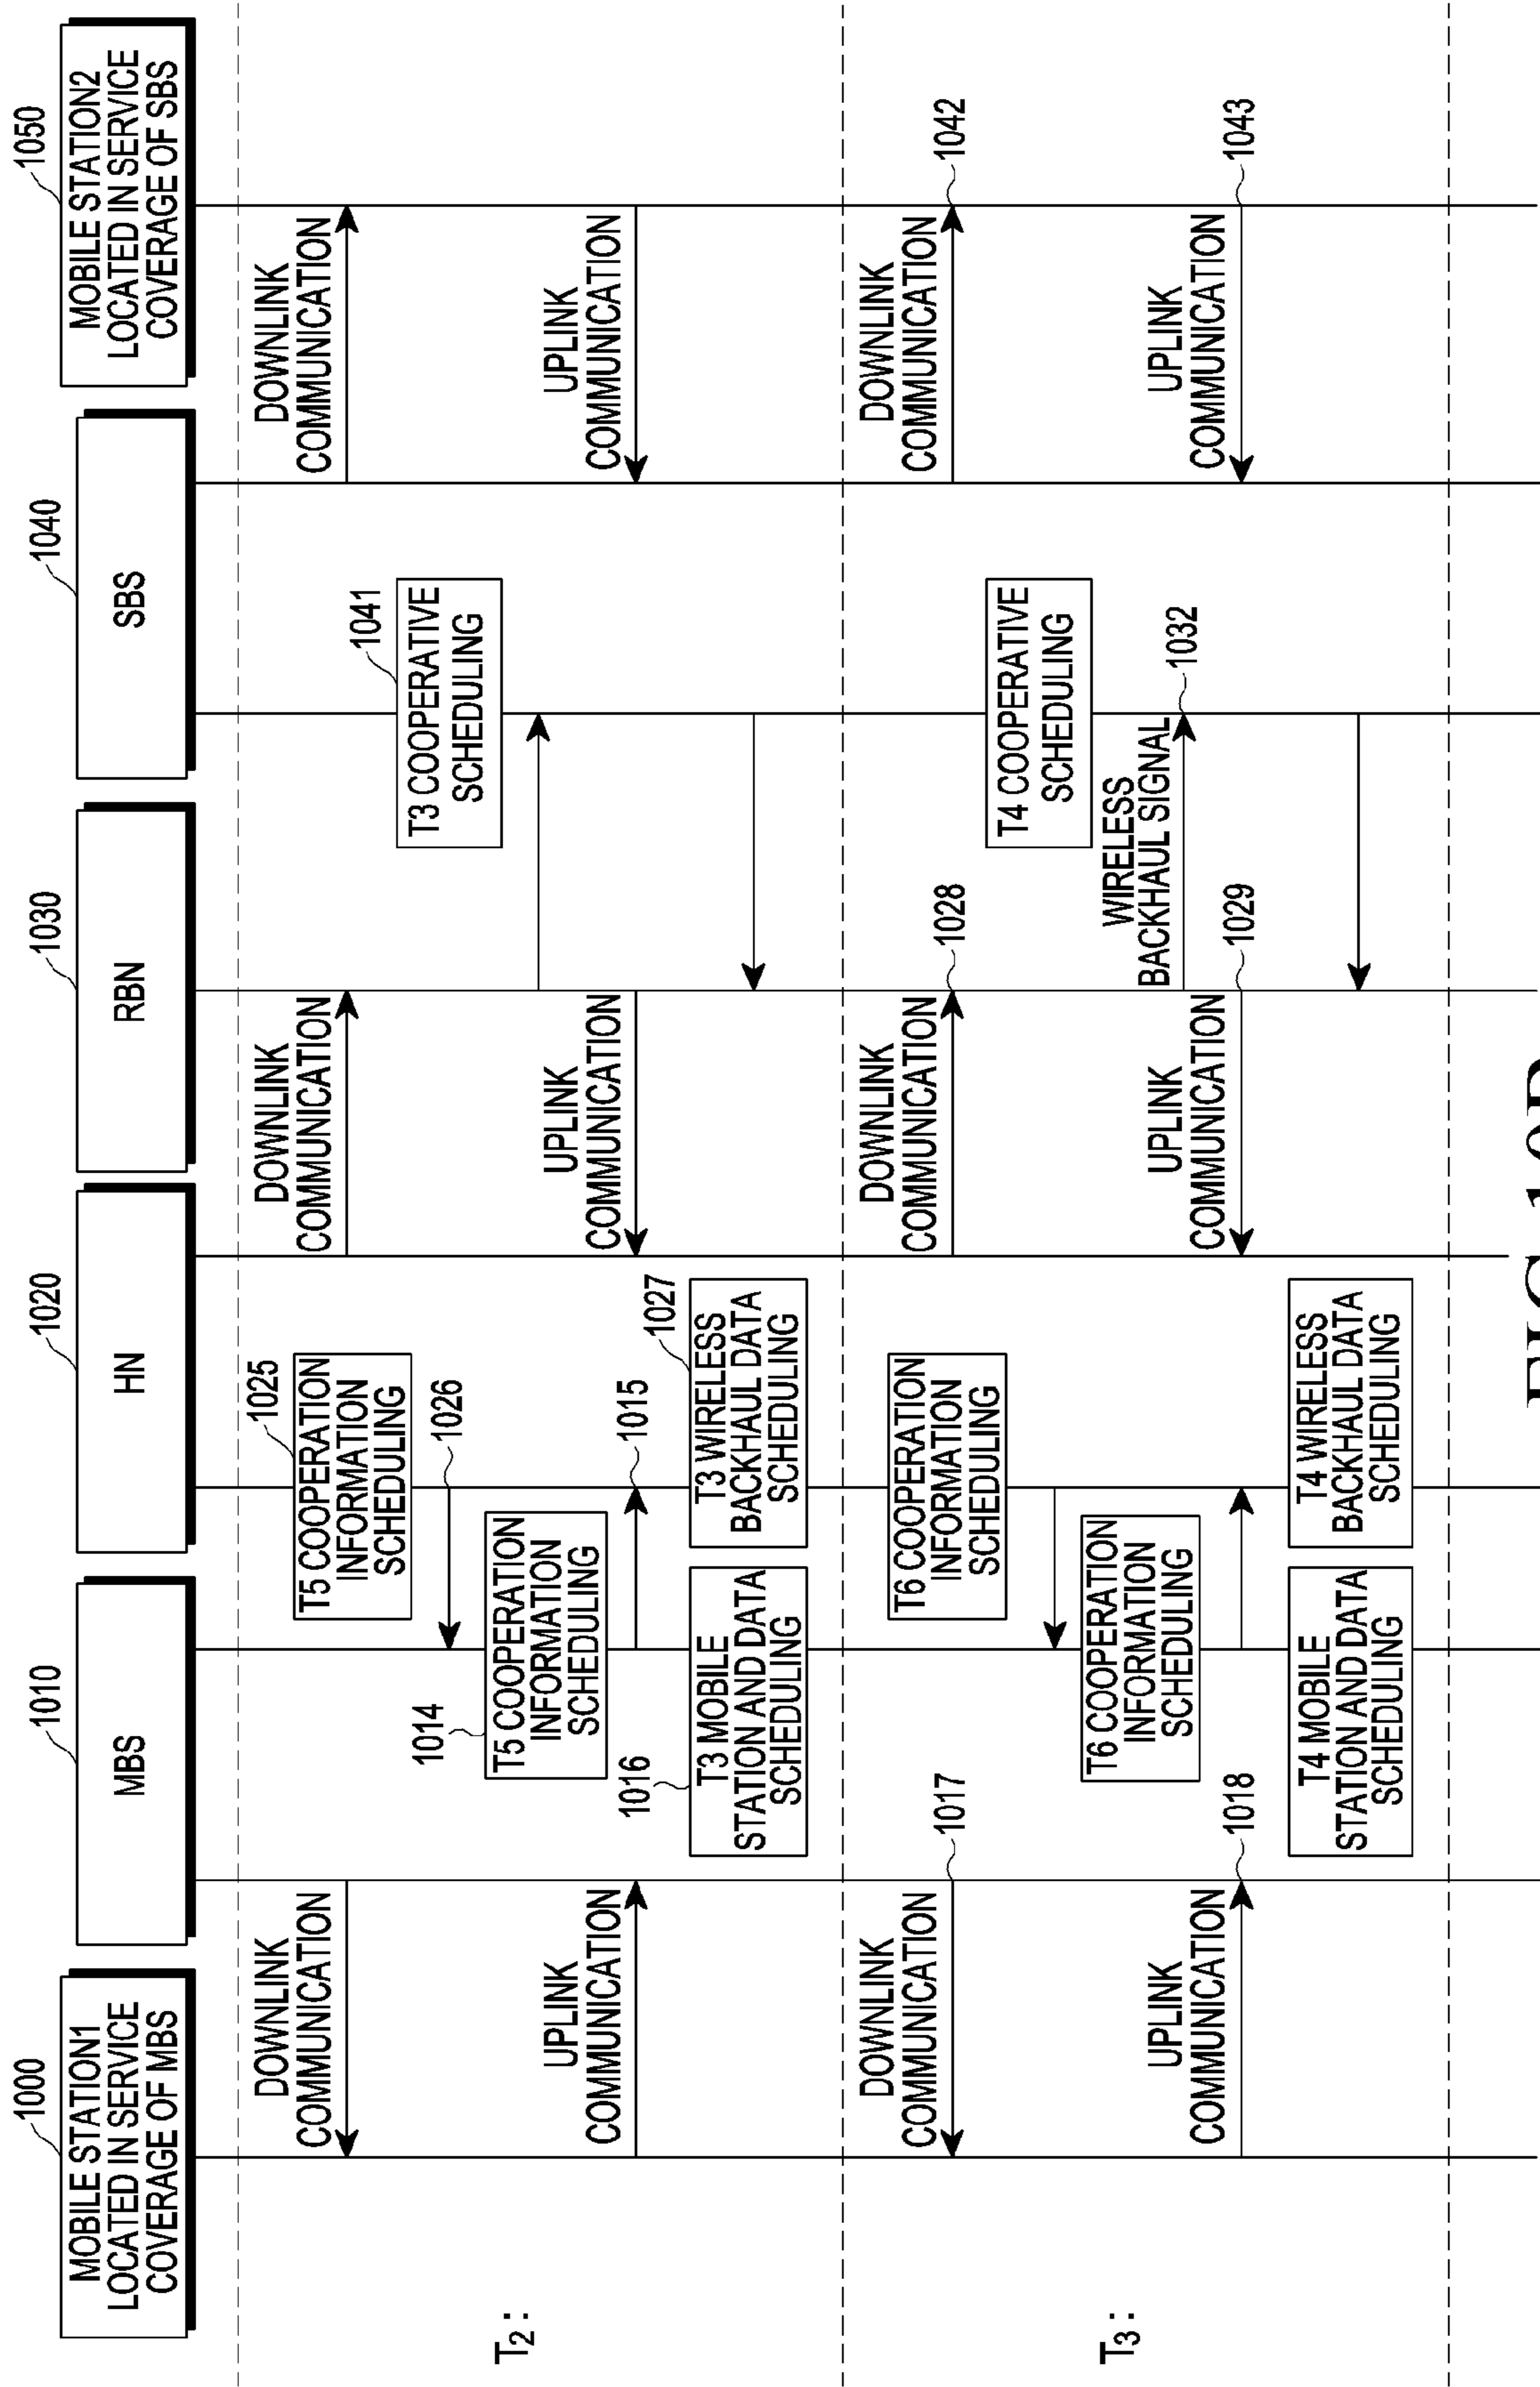 1000
1010
1020
1030
1040
1050
MOBILE STATION1
LOCATED IN SERVICE
COVERAGE OF MBS
MBS
HN
RBN
SBS
MOBILE STATION2
LOCATED IN SERVICE
COVERAGE OF SBS
T2 :
DOWNLINK
COMMUNICATION
1025
T5 COOPERATION
INFORMATION
SCHEDULING
DOWNLINK
COMMUNICATION
DOWNLINK
COMMUNICATION
1041
T3 COOPERATIVE
SCHEDULING
1026
1014
T5 COOPERATION
INFORMATION
SCHEDULING
UPLINK
COMMUNICATION
1015
UPLINK
COMMUNICATION
UPLINK
COMMUNICATION
1016
T3 MOBILE
STATION AND DATA
SCHEDULING
1027
T3 WIRELESS
BACKHAUL DATA
SCHEDULING
T3 :
DOWNLINK
COMMUNICATION
1017
T6 COOPERATION
INFORMATION
SCHEDULING
DOWNLINK
COMMUNICATION
1028
DOWNLINK
COMMUNICATION
1042
T4 COOPERATIVE
SCHEDULING
T6 COOPERATION
INFORMATION
SCHEDULING
WIRELESS
BACKHAUL SIGNAL
1032
UPLINK
COMMUNICATION
1018
UPLINK
COMMUNICATION
1029
UPLINK
COMMUNICATION
1043
T4 MOBILE
STATION AND DATA
SCHEDULING
T4 WIRELESS
BACKHAUL DATA
SCHEDULING